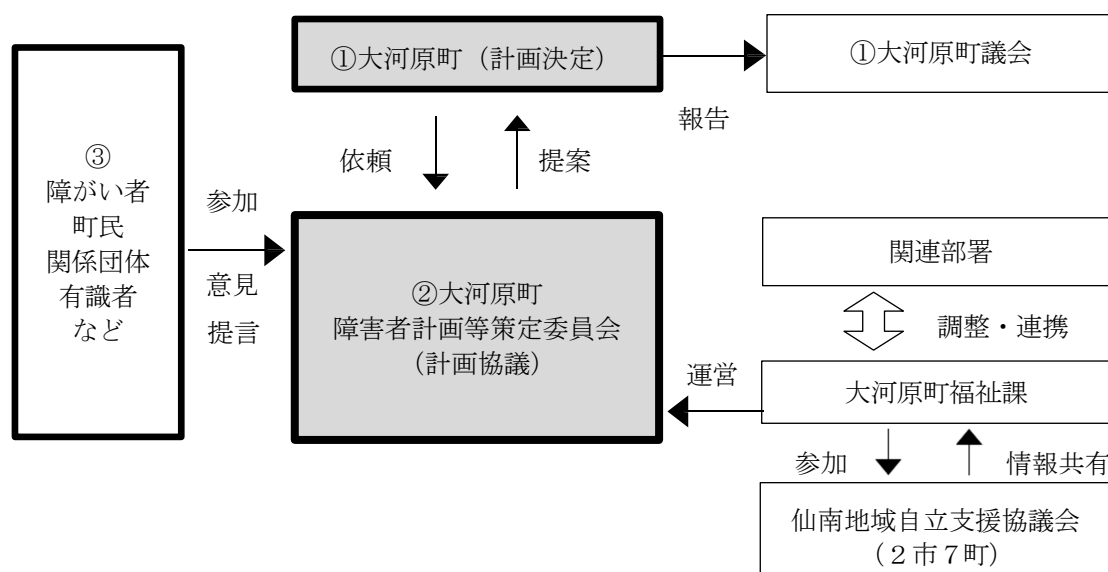 ①大河原町（計画決定）
①大河原町議会
報告
依頼
提案
③
障がい者
町民
関係団体
有識者
など
参加
意見
提言
②大河原町
障害者計画等策定委員会
（計画協議）
関連部署
調整・連携
運営
大河原町福祉課
参加
情報共有
仙南地域自立支援協議会
（２市７町）